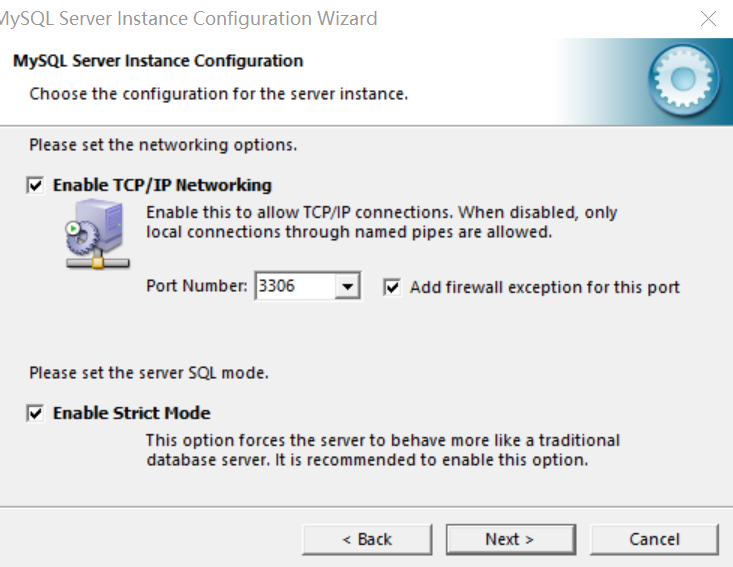 MySQL Server Instance Configuration Wizard
MySQL Server Instance Configuration
Choose the configuration for the server instance.
Please set the networking options.
Enable TCP/IP Networking
Enable this to allow TCP/IP connections. When disabled, only
local connections through named pipes are allowed.
Port Number: 3306 Add firewall exception for this port
Please set the server SQL mode.
Enable Strict Mode
This option forces the server to behave more like a traditional
database server. It is recommended to enable this option.
< Back Next > Cancel